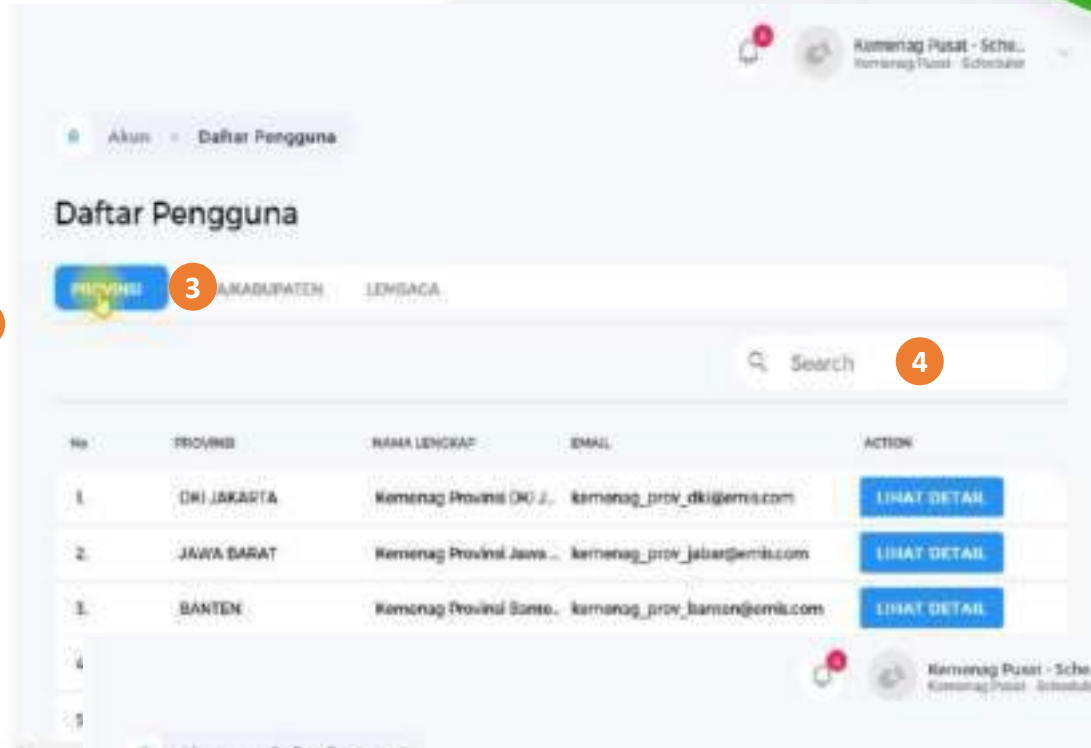 Kemenag Pusat - Sche...
Kemenag Pusat - Scheduler
Akun Daftar Pengguna
Daftar Pengguna
PROVINSI 3 A/KABUPATEN LEMBAGA
Search 4
No PROVINSI NAMA LENGKAP EMAIL ACTION
1. DKI JAKARTA Kemenag Provinsi DKI J... kemenag_prov_dki@emis.com LIHAT DETAIL
2. JAWA BARAT Kemenag Provinsi Jawa ... kemenag_prov_jabar@emis.com LIHAT DETAIL
3. BANTEN Kemenag Provinsi Bante... kemenag_prov_banten@emis.com LIHAT DETAIL
Kemenag Pusat - Sche
Kemenag Pusat - Schedul